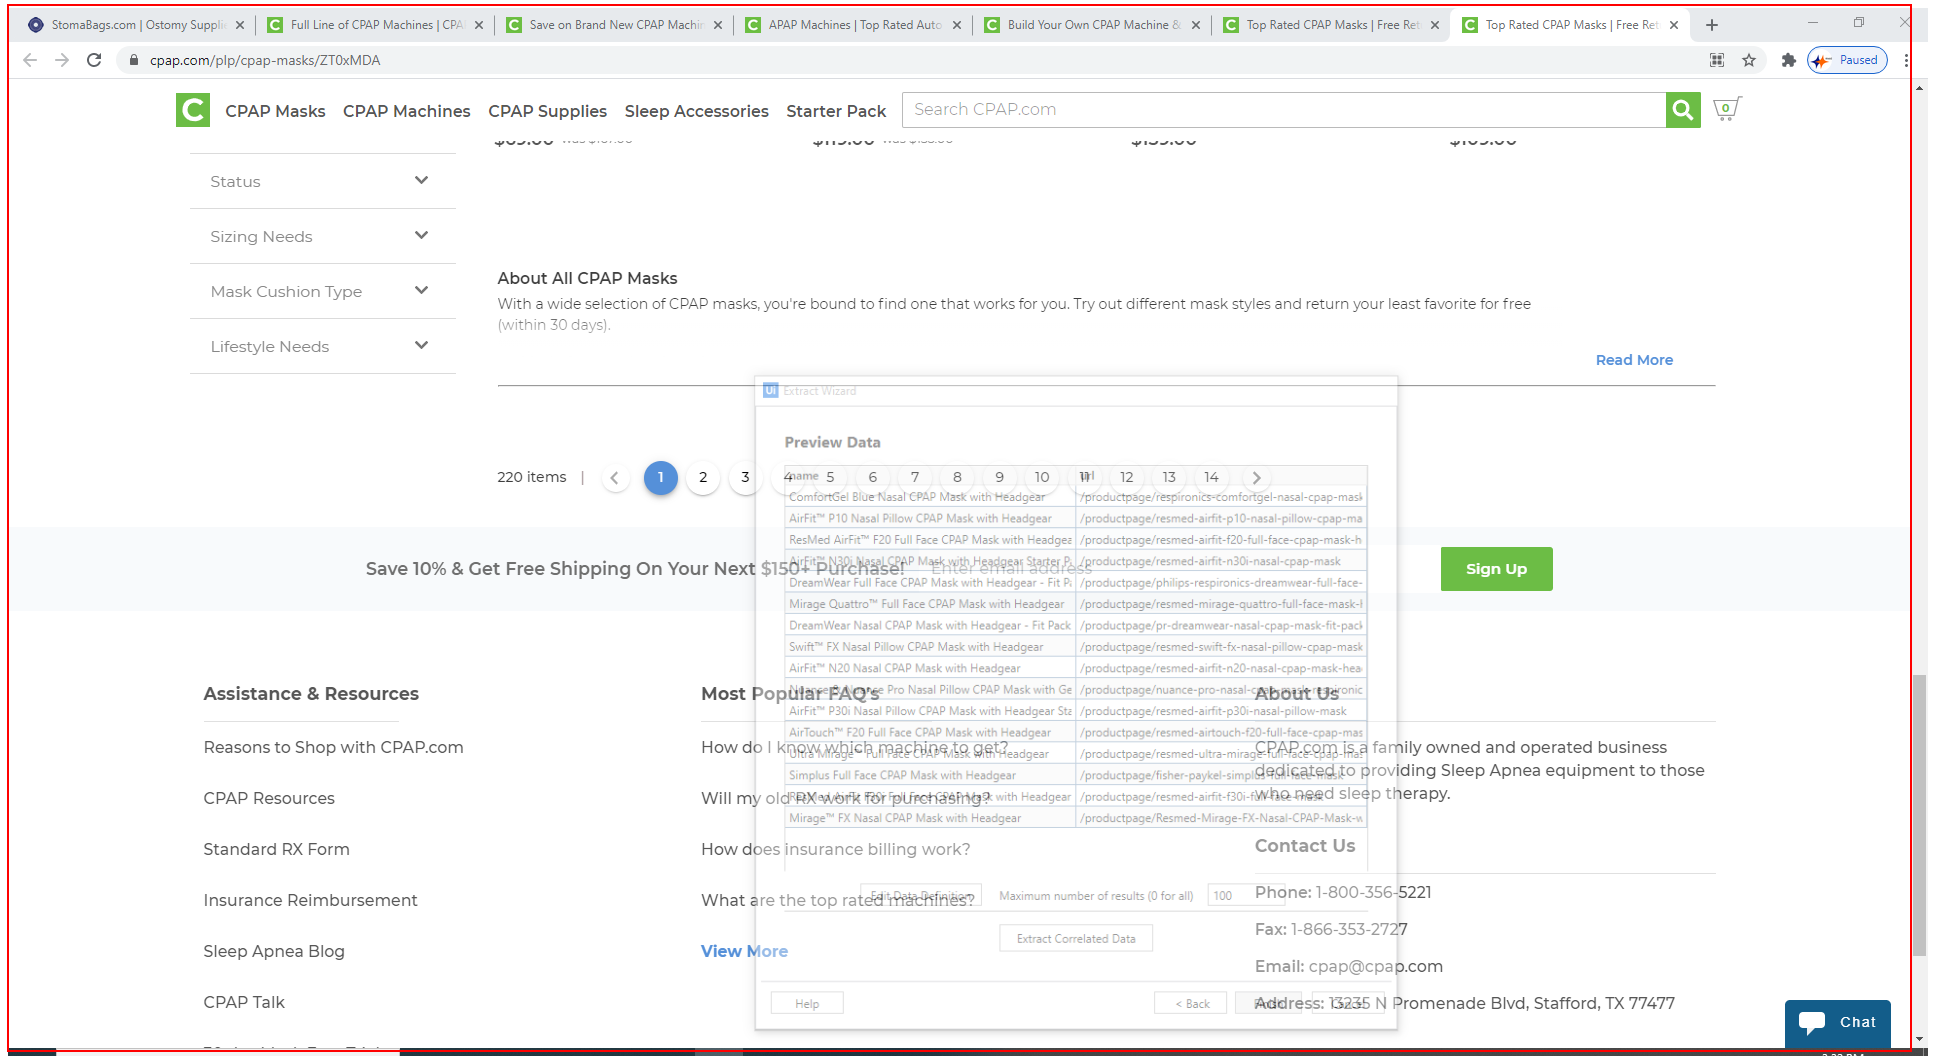 StomaBags.com | Ostomy Supplie
Full Line of CPAP Machines | CPA
Save on Brand New CPAP Machin
APAP Machines | Top Rated Auto
Build Your Own CPAP Machine &
Top Rated CPAP Masks | Free Ret
Top Rated CPAP Masks | Free Ret
cpap.com/plp/cpap-masks/ZT0xMDA
Paused
C CPAP Masks CPAP Machines CPAP Supplies Sleep Accessories Starter Pack Search CPAP.com 0
Status
Sizing Needs
Mask Cushion Type
Lifestyle Needs
About All CPAP Masks
With a wide selection of CPAP masks, you're bound to find one that works for you. Try out different mask styles and return your least favorite for free
(within 30 days).
Read More
220 items | 1 2 3 4 5 6 7 8 9 10 11 12 13 14
Save 10% & Get Free Shipping On Your Next $150+ Purchase! Enter email address Sign Up
Assistance & Resources
Reasons to Shop with CPAP.com
CPAP Resources
Standard RX Form
Insurance Reimbursement
Sleep Apnea Blog
CPAP Talk
Most Popular FAQ's
How do I know which machine to get?
Will my old RX work for purchasing?
How does insurance billing work?
What are the top rated machines?
View More
About Us
CPAP.com is a family owned and operated business
dedicated to providing Sleep Apnea equipment to those
who need sleep therapy.
Contact Us
Phone: 1-800-356-5221
Fax: 1-866-353-2727
Email: cpap@cpap.com
Address: 13235 N Promenade Blvd, Stafford, TX 77477
Chat
Ui Extract Wizard
Preview Data
name url
ComfortGel Blue Nasal CPAP Mask with Headgear /productpage/respironics-comfortgel-nasal-cpap-mask
AirFit™ P10 Nasal Pillow CPAP Mask with Headgear /productpage/resmed-airfit-p10-nasal-pillow-cpap-ma
ResMed AirFit™ F20 Full Face CPAP Mask with Headgea /productpage/resmed-airfit-f20-full-face-cpap-mask-h
AirFit™ N30i Nasal CPAP Mask with Headgear Starter P /productpage/resmed-airfit-n30i-nasal-cpap-mask
DreamWear Full Face CPAP Mask with Headgear - Fit Pa /productpage/philips-respironics-dreamwear-full-face-
Mirage Quattro™ Full Face CPAP Mask with Headgear /productpage/resmed-mirage-quattro-full-face-mask-h
DreamWear Nasal CPAP Mask with Headgear - Fit Pack /productpage/pr-dreamwear-nasal-cpap-mask-fit-pack
Swift™ FX Nasal Pillow CPAP Mask with Headgear /productpage/resmed-swift-fx-nasal-pillow-cpap-mask
AirFit™ N20 Nasal CPAP Mask with Headgear /productpage/resmed-airfit-n20-nasal-cpap-mask-hea
Nuance & Nuance Pro Nasal Pillow CPAP Mask with Ge /productpage/nuance-pro-nasal-cpap-mask-respironic
AirFit™ P30i Nasal Pillow CPAP Mask with Headgear Sta /productpage/resmed-airfit-p30i-nasal-pillow-mask
AirTouch™ F20 Full Face CPAP Mask with Headgear /productpage/resmed-airtouch-f20-full-face-cpap-mas
Ultra Mirage™ Full Face CPAP Mask with Headgear /productpage/resmed-ultra-mirage-full-face-cpap-mas
Simplus Full Face CPAP Mask with Headgear /productpage/fisher-paykel-simplus-full-face-mask
ResMed AirFit F30i Full Face CPAP Mask with Headgear /productpage/resmed-airfit-f30i-full-face-mask
Mirage™ FX Nasal CPAP Mask with Headgear /productpage/Resmed-Mirage-FX-Nasal-CPAP-Mask-w
Edit Data Definition Maximum number of results (0 for all) 100
Extract Correlated Data
Help < Back Finish Cancel